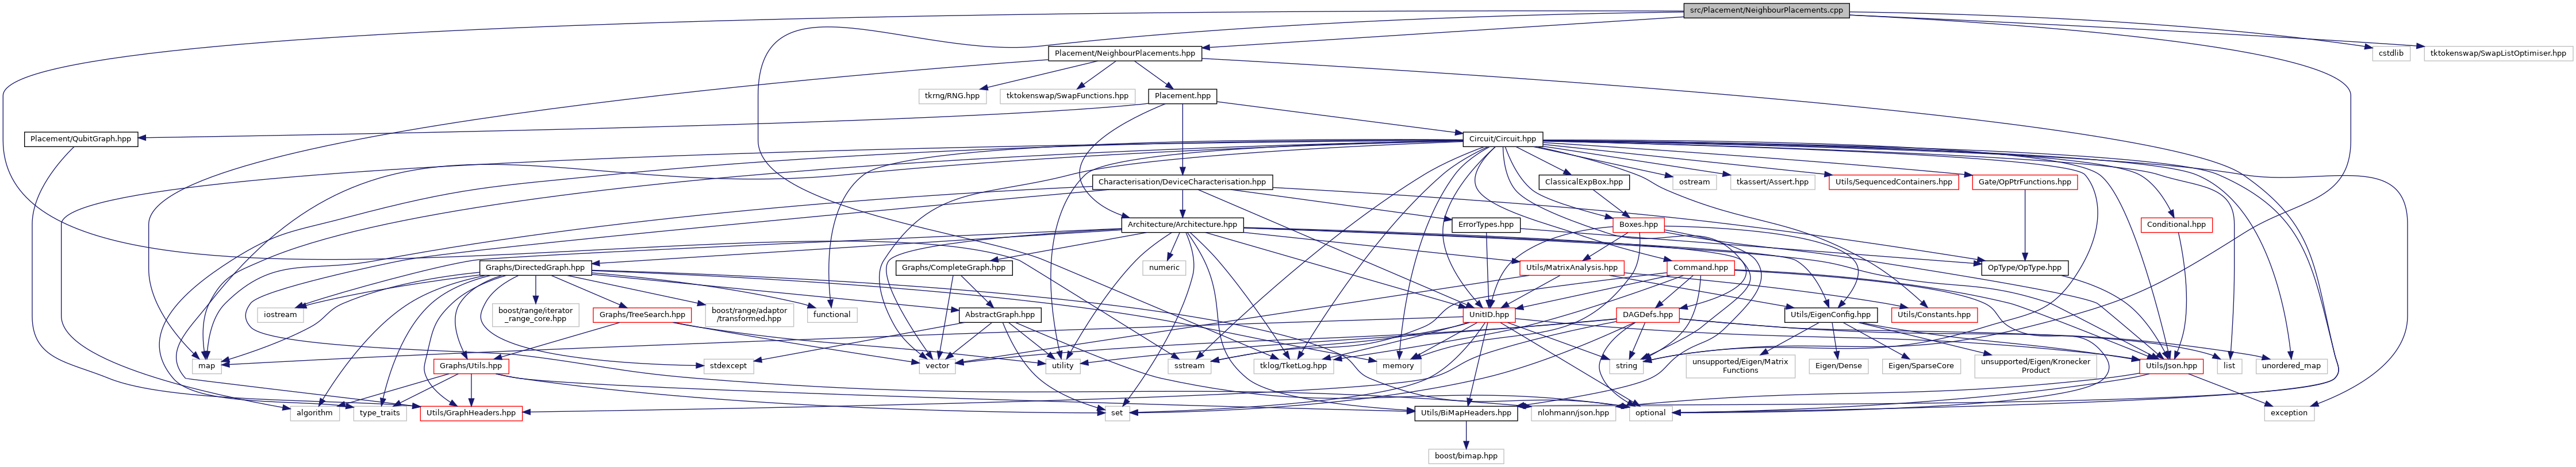 src/Placement/NeighbourPlacements.cpp
Placement/NeighbourPlacements.hpp
cstdlib
tktokenswap/SwapListOptimiser.hpp
tkrng/RNG.hpp
tktokenswap/SwapFunctions.hpp
Placement.hpp
Placement/QubitGraph.hpp
Circuit/Circuit.hpp
Characterisation/DeviceCharacterisation.hpp
ClassicalExpBox.hpp
ostream
tkassert/Assert.hpp
Utils/SequencedContainers.hpp
Gate/OpPtrFunctions.hpp
Architecture/Architecture.hpp
ErrorTypes.hpp
Boxes.hpp
Conditional.hpp
Graphs/DirectedGraph.hpp
Graphs/CompleteGraph.hpp
numeric
Utils/MatrixAnalysis.hpp
Command.hpp
OpType/OpType.hpp
iostream
boost/range/iterator
_range_core.hpp
Graphs/TreeSearch.hpp
boost/range/adaptor
/transformed.hpp
functional
AbstractGraph.hpp
UnitID.hpp
DAGDefs.hpp
Utils/EigenConfig.hpp
Utils/Constants.hpp
map
Graphs/Utils.hpp
stdexcept
vector
utility
sstream
tklog/TketLog.hpp
memory
string
unsupported/Eigen/Matrix
Functions
Eigen/Dense
Eigen/SparseCore
unsupported/Eigen/Kronecker
Product
Utils/Json.hpp
list
unordered_map
algorithm
type_traits
Utils/GraphHeaders.hpp
set
Utils/BiMapHeaders.hpp
nlohmann/json.hpp
optional
exception
boost/bimap.hpp